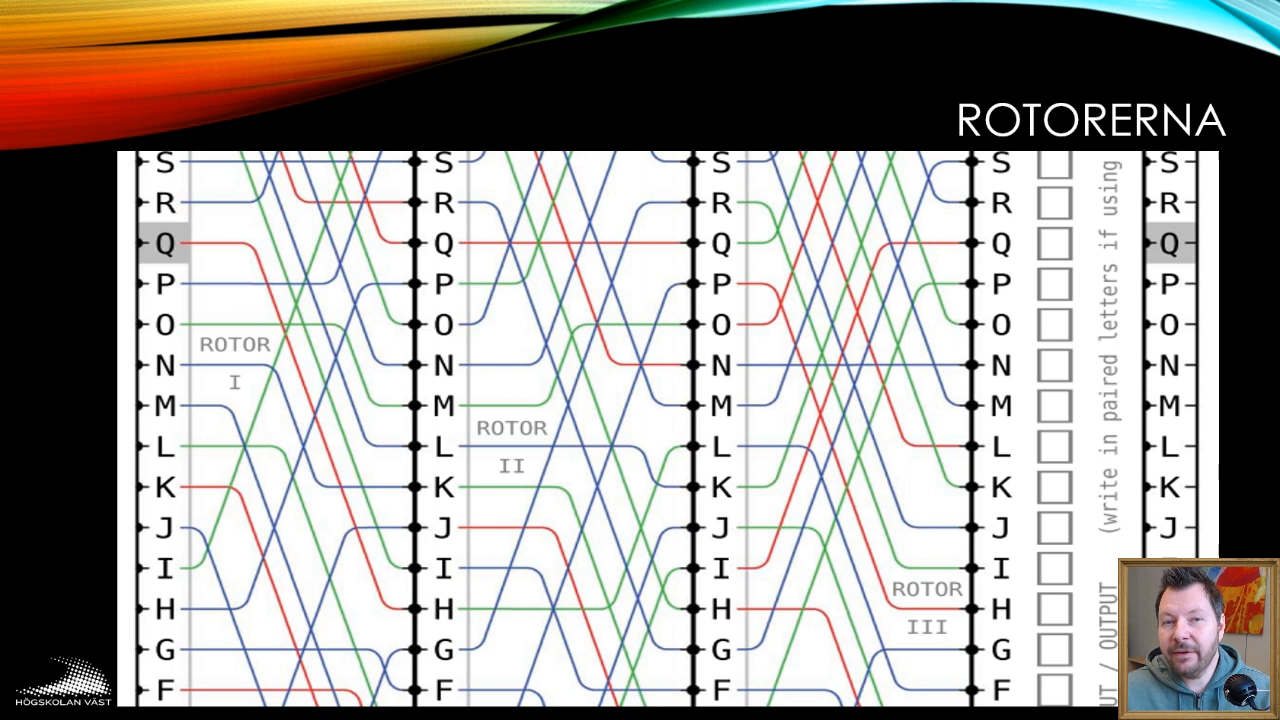 ROTORERNA
S S S S S
R R R R R
Q Q Q Q Q
P P P P P
O O O O O
N N N N N
M M M M M
L L L L L
K K K K K
J J J J J
I I I I
H H H H
G G G G
F F F F
ROTOR
I
ROTOR
II
ROTOR
III
(write in paired letters if using
UT / OUTPUT
HÖGSKOLAN VÄST